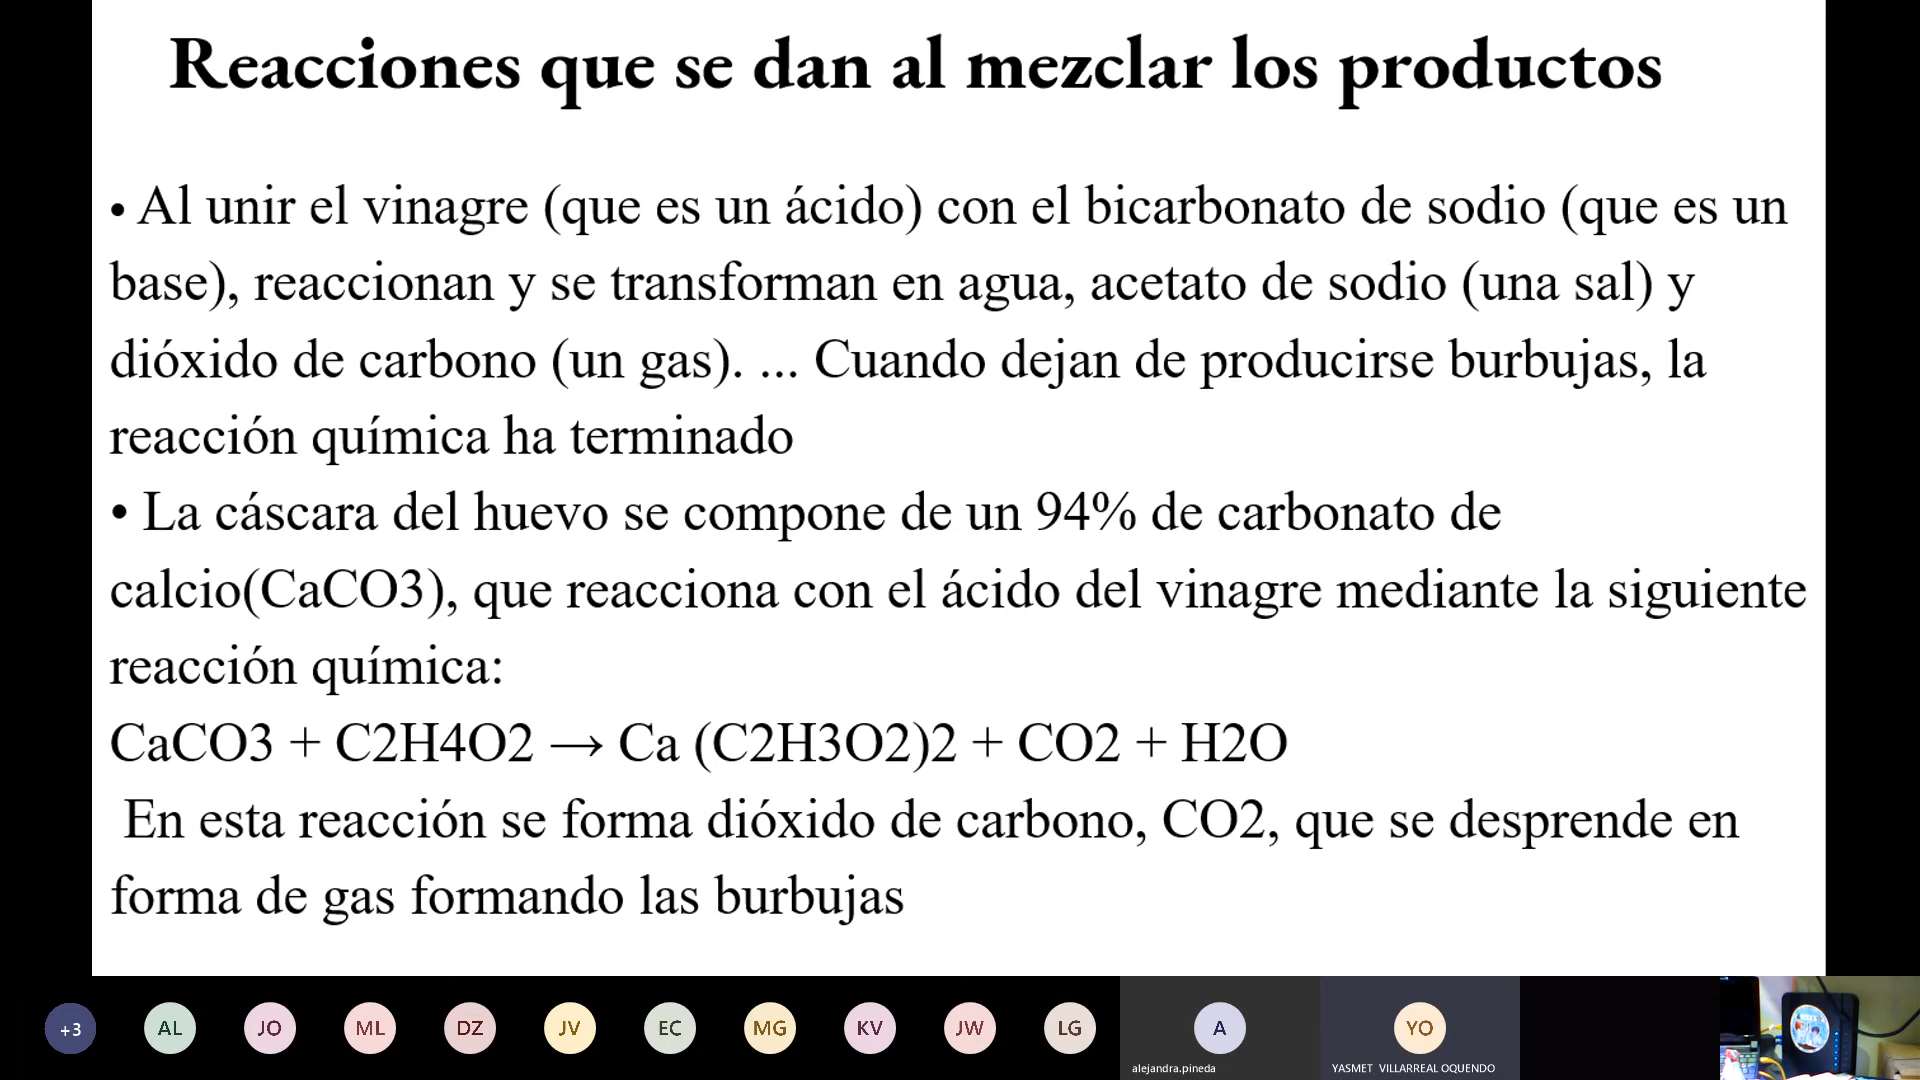 Reacciones que se dan al mezclar los productos
• Al unir el vinagre (que es un ácido) con el bicarbonato de sodio (que es un
base), reaccionan y se transforman en agua, acetato de sodio (una sal) y
dióxido de carbono (un gas). ... Cuando dejan de producirse burbujas, la
reacción química ha terminado
• La cáscara del huevo se compone de un 94% de carbonato de
calcio(CaCO3), que reacciona con el ácido del vinagre mediante la siguiente
reacción química:
CaCO3 + C2H4O2 → Ca (C2H3O2)2 + CO2 + H2O
En esta reacción se forma dióxido de carbono, CO2, que se desprende en
forma de gas formando las burbujas
+3 AL JO ML DZ JV EC MG KV JW LG A YO
alejandra.pineda YASMET VILLARREAL OQUENDO